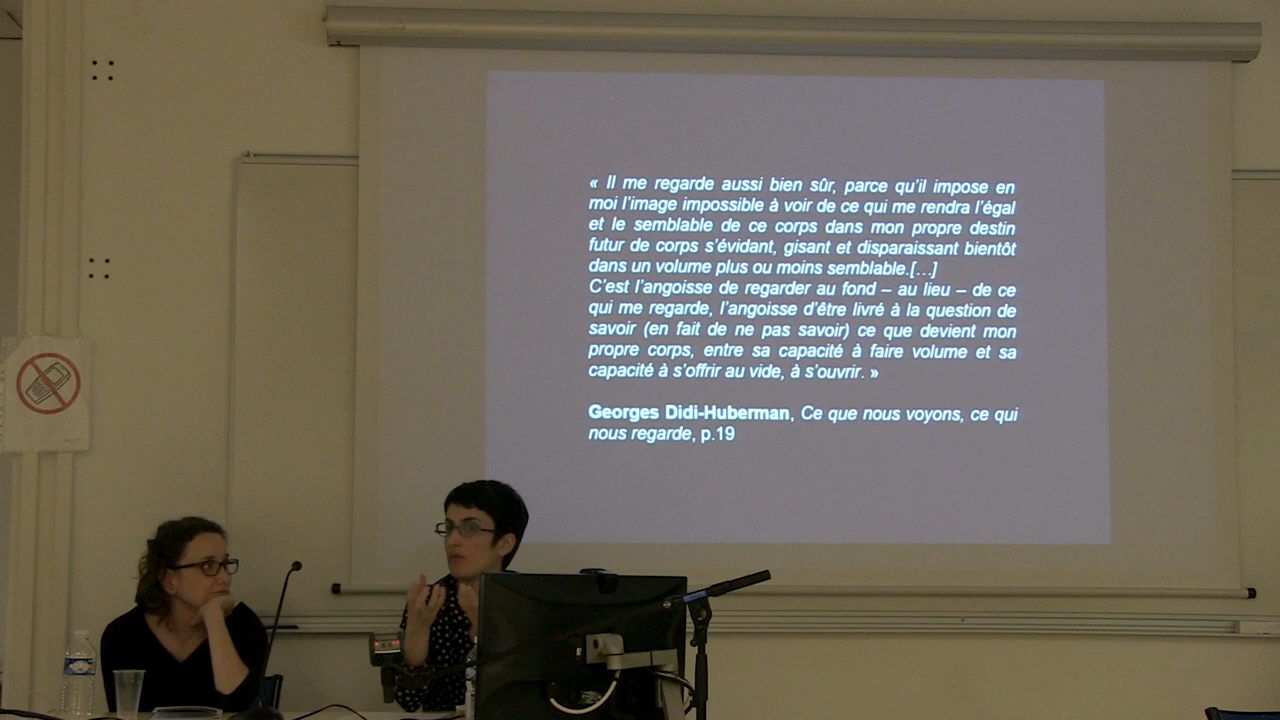 « Il me regarde aussi bien sûr, parce qu'il impose en
moi l'image impossible à voir de ce qui me rendra l'égal
et le semblable de ce corps dans mon propre destin
futur de corps s'évidant, gisant et disparaissant bientôt
dans un volume plus ou moins semblable.[…]
C'est l'angoisse de regarder au fond – au lieu – de ce
qui me regarde, l'angoisse d'être livré à la question de
savoir (en fait de ne pas savoir) ce que devient mon
propre corps, entre sa capacité à faire volume et sa
capacité à s'offrir au vide, à s'ouvrir. »
Georges Didi-Huberman, Ce que nous voyons, ce qui
nous regarde, p.19